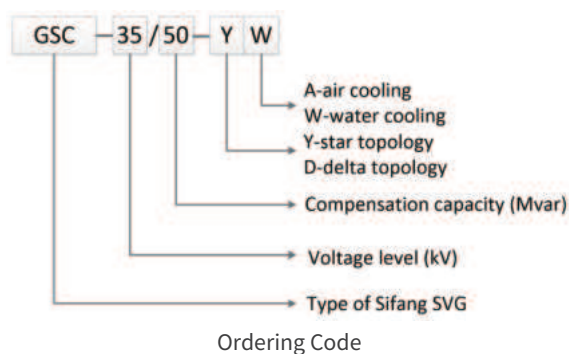 GSC-35/50-YW
A-air cooling
W-water cooling
Y-star topology
D-delta topology
Compensation capacity (Mvar)
Voltage level (kV)
Type of Sifang SVG
Ordering Code